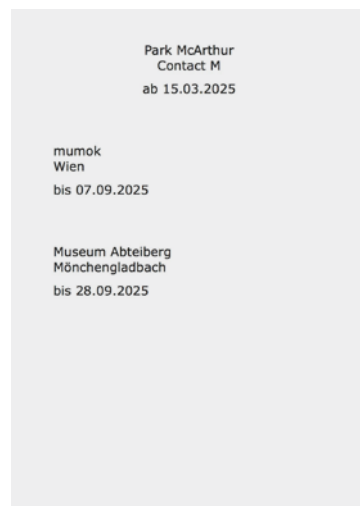 Park McArthur
Contact M
ab 15.03.2025
mumok
Wien
bis 07.09.2025
Museum Abteiberg
Mönchengladbach
bis 28.09.2025